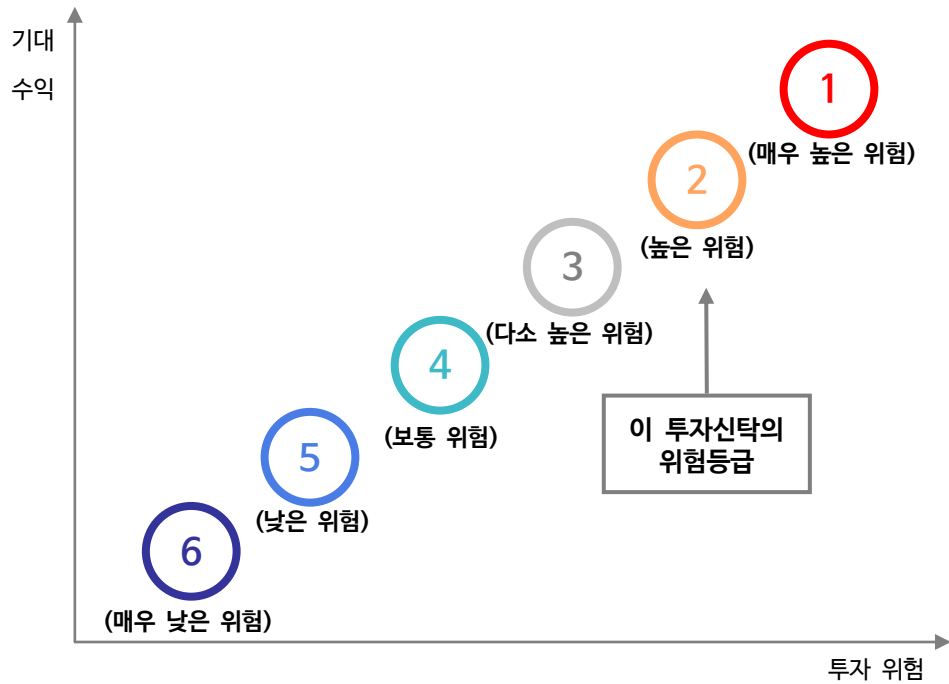 기대
수익
1
(매우 높은 위험)
2
(높은 위험)
3
(다소 높은 위험)
4
(보통 위험)
이 투자신탁의
위험등급
5
(낮은 위험)
6
(매우 낮은 위험)
투자 위험